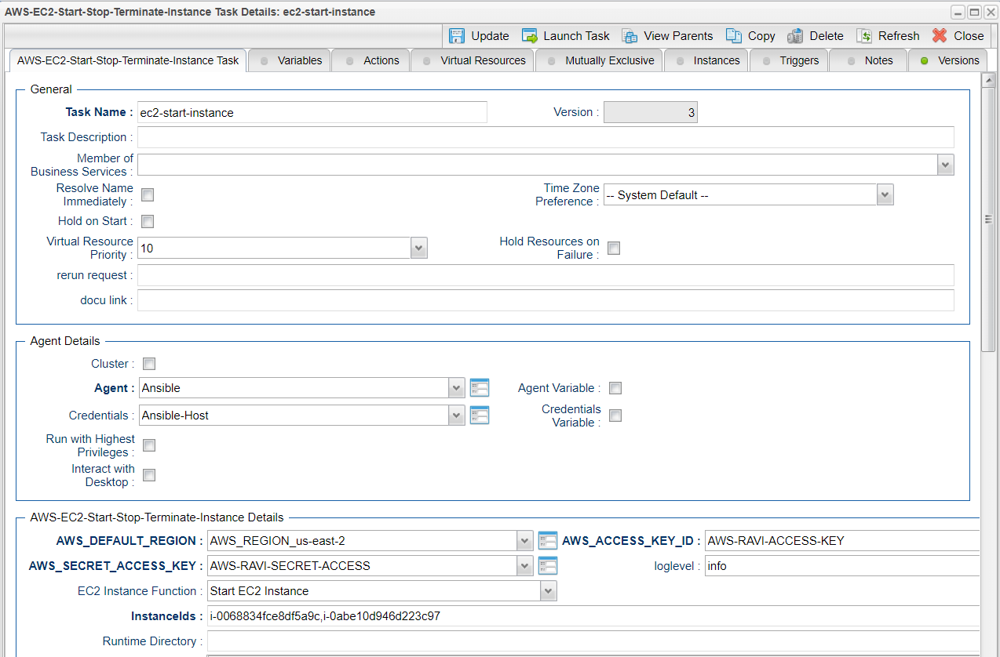 AWS-EC2-Start-Stop-Terminate-Instance Task Details: ec2-start-instance
Update Launch Task View Parents Copy Delete Refresh Close
AWS-EC2-Start-Stop-Terminate-Instance Task Variables Actions Virtual Resources Mutually Exclusive Instances Triggers Notes Versions
General
Task Name : ec2-start-instance Version : 3
Task Description :
Member of
Business Services :
Resolve Name
Immediately :
Time Zone
Preference : -- System Default --
Hold on Start :
Virtual Resource
Priority : 10
Hold Resources on
Failure :
rerun request :
docu link :
Agent Details
Cluster :
Agent : Ansible Agent Variable :
Credentials : Ansible-Host
Credentials
Variable :
Run with Highest
Privileges :
Interact with
Desktop :
AWS-EC2-Start-Stop-Terminate-Instance Details
AWS_DEFAULT_REGION : AWS_REGION_us-east-2 AWS_ACCESS_KEY_ID : AWS-RAVI-ACCESS-KEY
AWS_SECRET_ACCESS_KEY : AWS-RAVI-SECRET-ACCESS loglevel : info
EC2 Instance Function : Start EC2 Instance
InstanceIds : i-0068834fce8df5a9c,i-0abe10d946d223c97
Runtime Directory :